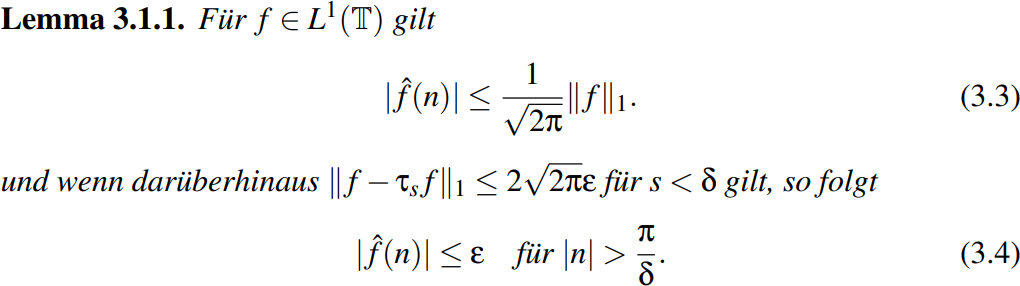 Lemma 3.1.1. Für f ∈ L¹(𝕋) gilt
|f̂(n)| ≤ 1/√2π ‖f‖₁. (3.3)
und wenn darüberhinaus ‖f − τₛf‖₁ ≤ 2√2πε für s < δ gilt, so folgt
|f̂(n)| ≤ ε für |n| > π/δ. (3.4)